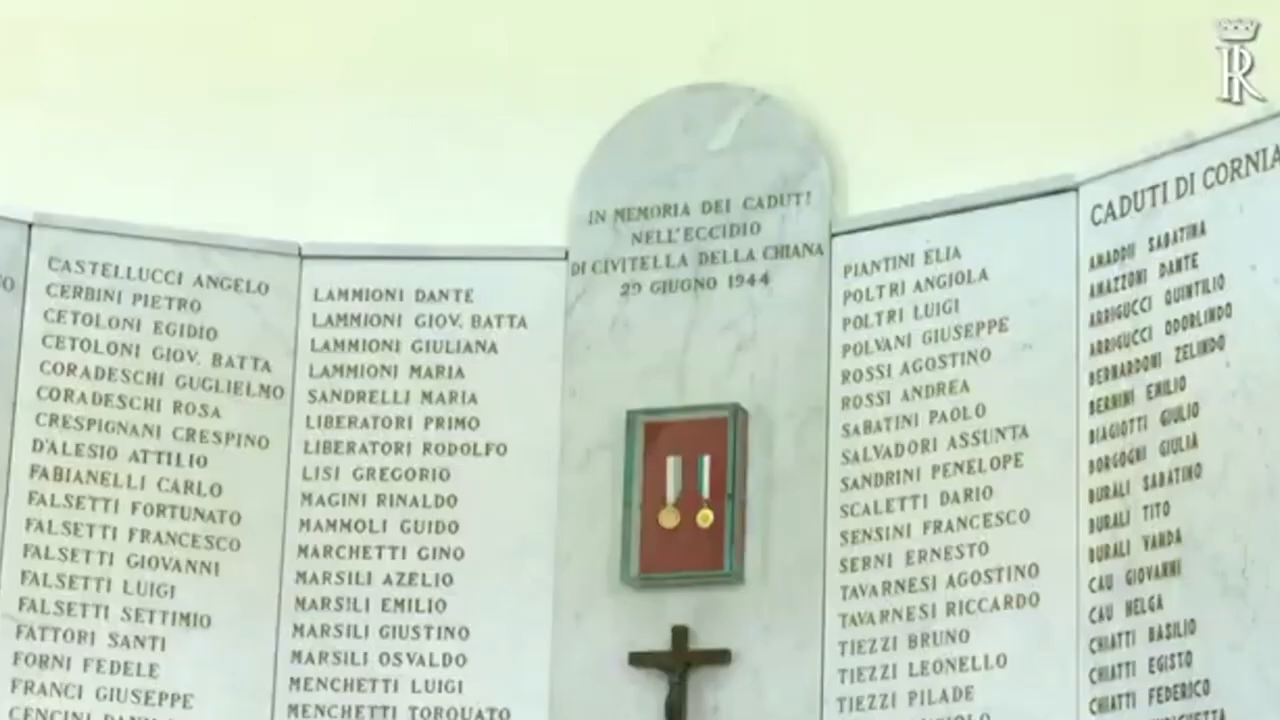 CASTELLUCCI ANGELO
CERBINI PIETRO
CETOLONI EGIDIO
CETOLONI GIOV. BATTA
CORADESCHI GUGLIELMO
CORADESCHI ROSA
CRESPIGNANI CRESPINO
D'ALESIO ATTILIO
FABIANELLI CARLO
FALSETTI FORTUNATO
FALSETTI FRANCESCO
FALSETTI GIOVANNI
FALSETTI LUIGI
FALSETTI SETTIMIO
FATTORI SANTI
FORNI FEDELE
FRANCI GIUSEPPE
LAMMIONI DANTE
LAMMIONI GIOV. BATTA
LAMMIONI GIULIANA
LAMMIONI MARIA
SANDRELLI MARIA
LIBERATORI PRIMO
LIBERATORI RODOLFO
LISI GREGORIO
MAGINI RINALDO
MAMMOLI GUIDO
MARCHETTI GINO
MARSILI AZELIO
MARSILI EMILIO
MARSILI GIUSTINO
MARSILI OSVALDO
MENCHETTI LUIGI
MENCHETTI TORQUATO
IN MEMORIA DEI CADUTI
NELL'ECCIDIO
DI CIVITELLA DELLA CHIANA
29 GIUGNO 1944
PIANTINI ELIA
POLTRI ANGIOLA
POLTRI LUIGI
POLVANI GIUSEPPE
ROSSI AGOSTINO
ROSSI ANDREA
SABATINI PAOLO
SALVADORI ASSUNTA
SANDRINI PENELOPE
SCALETTI DARIO
SENSINI FRANCESCO
SERNI ERNESTO
TAVARNESI AGOSTINO
TAVARNESI RICCARDO
TIEZZI BRUNO
TIEZZI LEONELLO
TIEZZI PILADE
CADUTI DI CORNIA
AMADDII SABATINA
AMAZZONI DANTE
ARRIGUCCI QUINTILIO
ARRIGUCCI ODORLINDO
BERNARDONI ZELINDO
BERNINI EMILIO
BIAGIOTTI GIULIO
BORGOGNI GIULIA
BURALI SABATINO
BURALI TITO
BURALI VANDA
CAU GIOVANNI
CAU HELGA
CHIATTI BASILIO
CHIATTI EGISTO
CHIATTI FEDERICO